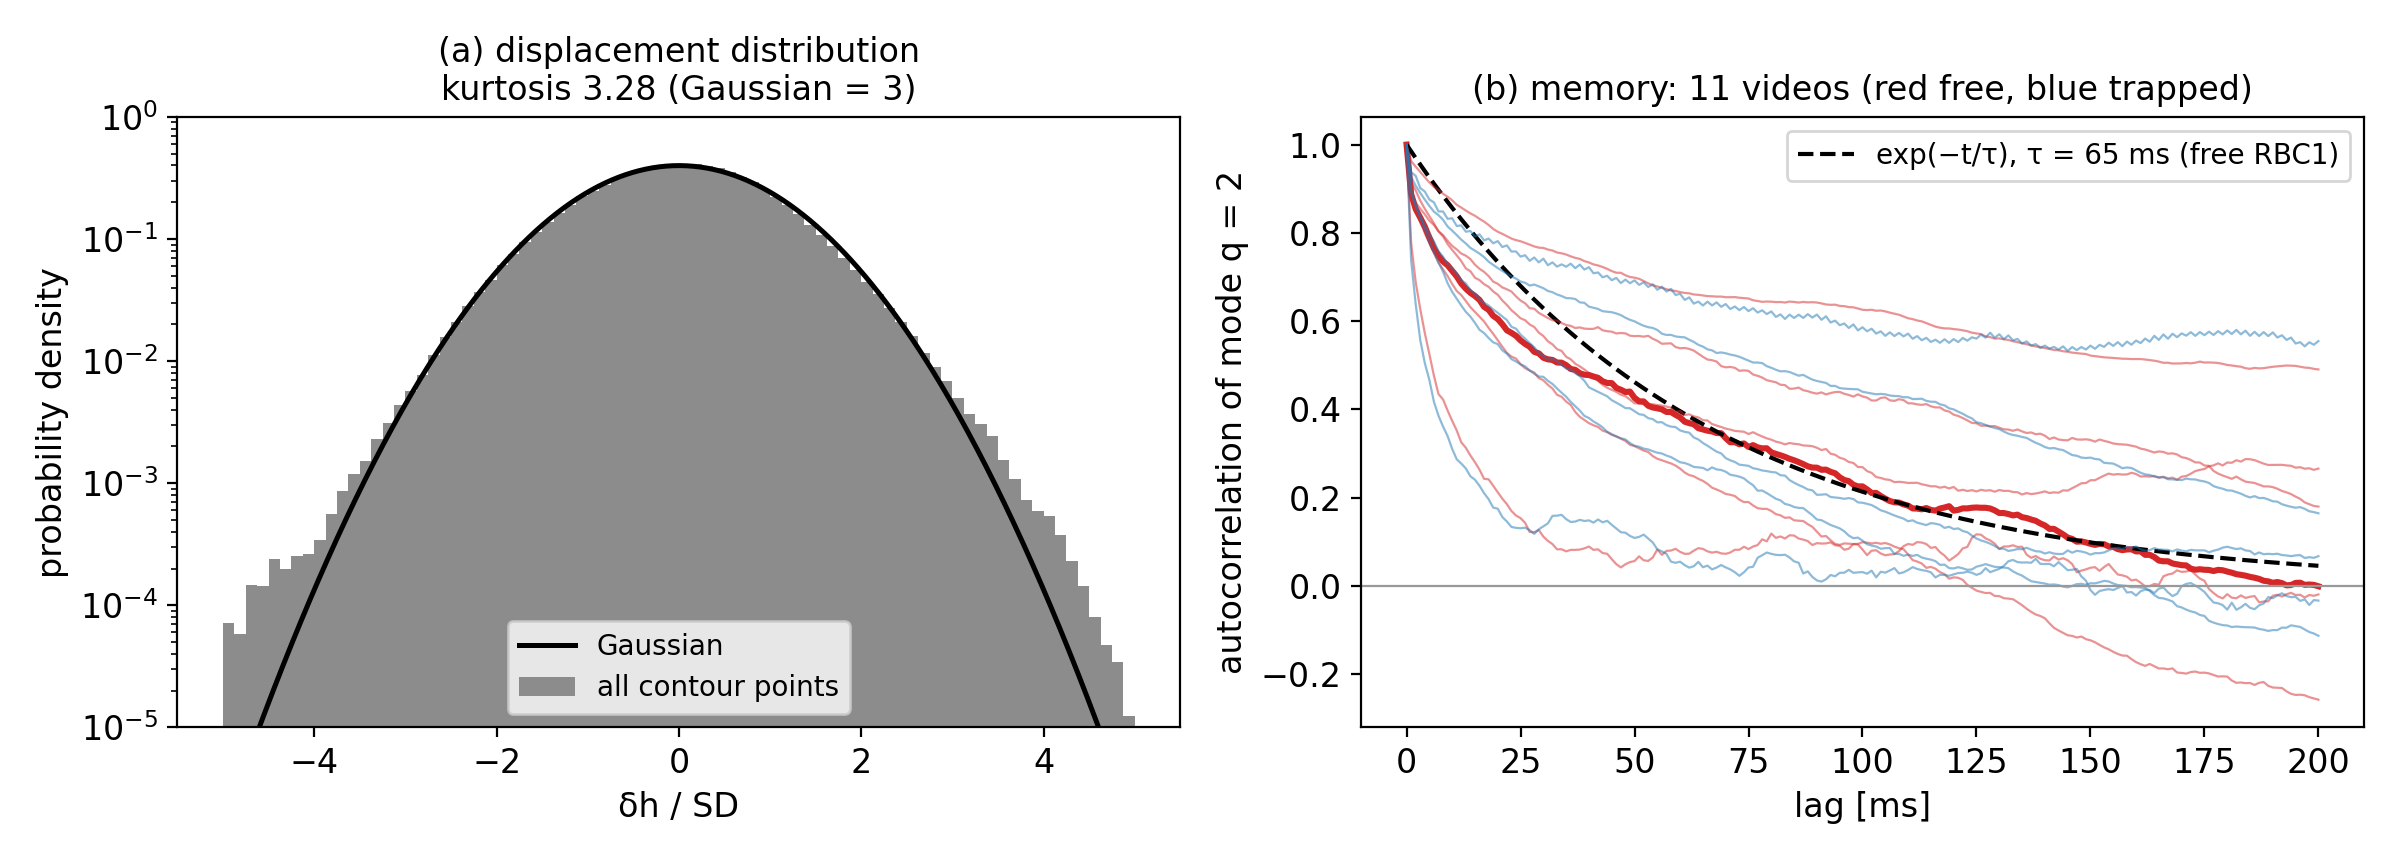 (a) displacement distribution
kurtosis 3.28 (Gaussian = 3)
probability density
10⁰
10⁻¹
10⁻²
10⁻³
10⁻⁴
10⁻⁵
Gaussian
all contour points
−4
−2
0
2
4
δh / SD
(b) memory: 11 videos (red free, blue trapped)
autocorrelation of mode q = 2
1.0
0.8
0.6
0.4
0.2
0.0
−0.2
exp(−t/τ), τ = 65 ms (free RBC1)
0
25
50
75
100
125
150
175
200
lag [ms]